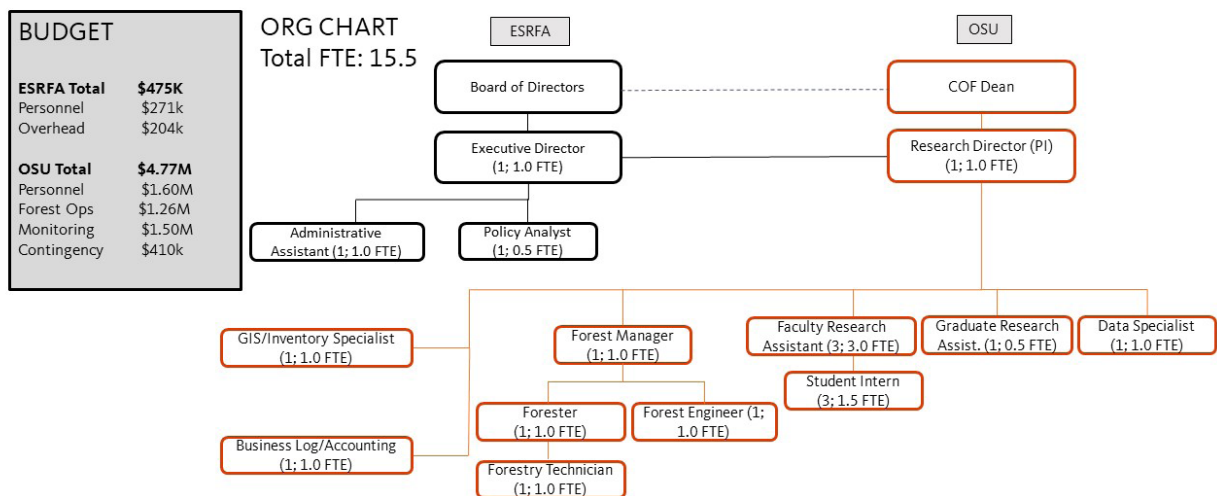 BUDGET
ESRFA Total $475K
Personnel $271k
Overhead $204k
OSU Total $4.77M
Personnel $1.60M
Forest Ops $1.26M
Monitoring $1.50M
Contingency $410k
ORG CHART
Total FTE: 15.5
ESRFA
OSU
Board of Directors
COF Dean
Executive Director
(1; 1.0 FTE)
Research Director (PI)
(1; 1.0 FTE)
Administrative
Assistant (1; 1.0 FTE)
Policy Analyst
(1; 0.5 FTE)
GIS/Inventory Specialist
(1; 1.0 FTE)
Forest Manager
(1; 1.0 FTE)
Faculty Research
Assistant (3; 3.0 FTE)
Graduate Research
Assist. (1; 0.5 FTE)
Data Specialist
(1; 1.0 FTE)
Student Intern
(3; 1.5 FTE)
Forester
(1; 1.0 FTE)
Forest Engineer (1;
1.0 FTE)
Business Log/Accounting
(1; 1.0 FTE)
Forestry Technician
(1; 1.0 FTE)